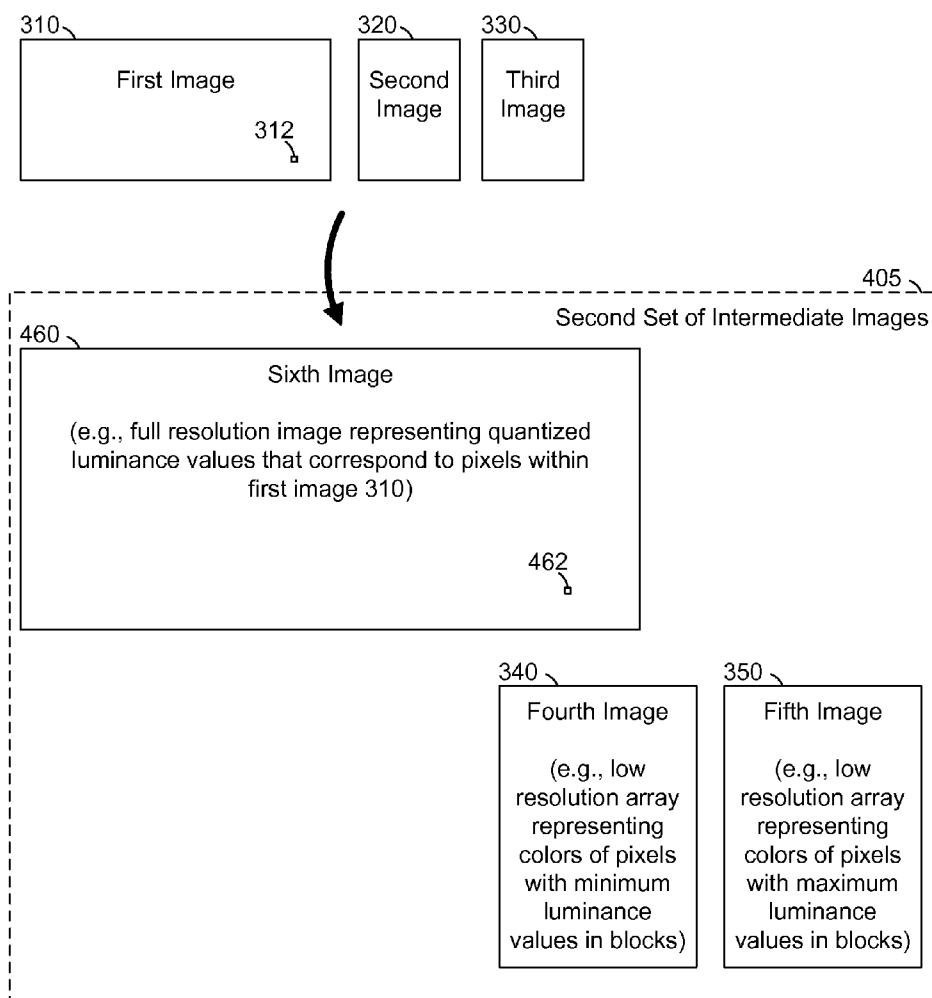 310
320
330
First Image
Second
Image
Third
Image
312
405
Second Set of Intermediate Images
460
Sixth Image
(e.g., full resolution image representing quantized
luminance values that correspond to pixels within
first image 310)
462
340
350
Fourth Image
(e.g., low
resolution array
representing
colors of pixels
with minimum
luminance
values in blocks)
Fifth Image
(e.g., low
resolution array
representing
colors of pixels
with maximum
luminance
values in blocks)